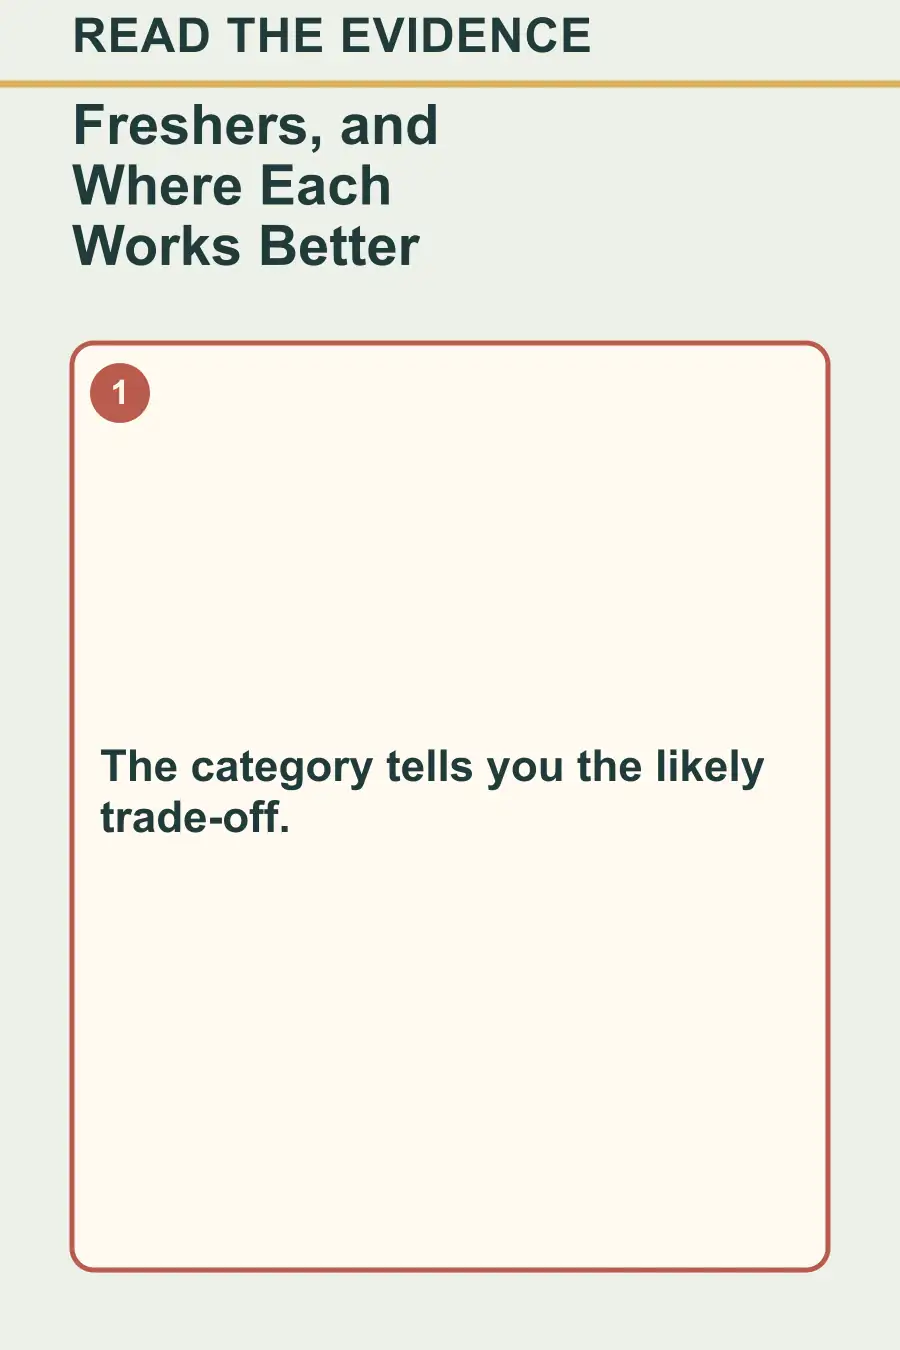 READ THE EVIDENCE
Freshers, and
Where Each
Works Better
1
The category tells you the likely
trade-off.